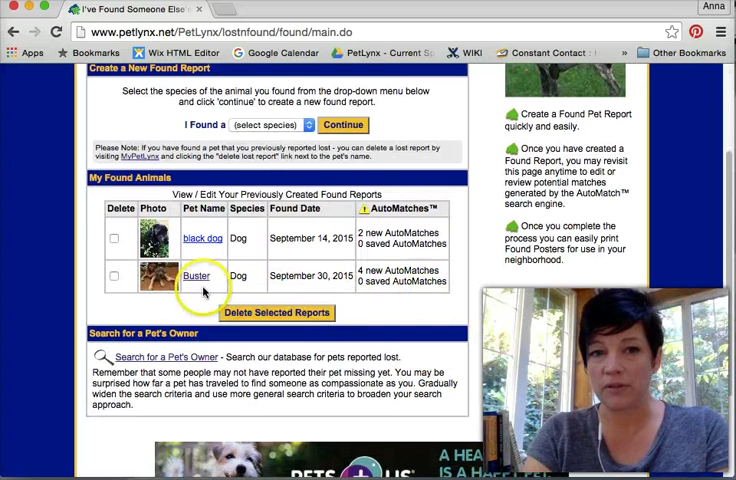 I've Found Someone Else'
Anna
www.petlynx.net/PetLynx/lostnfound/found/main.do
Apps
Bookmarks
Wix HTML Editor
Google Calendar
PetLynx - Current Sp
WIKI
Constant Contact :
»
Other Bookmarks
Create a New Found Report
Select the species of the animal you found from the drop-down menu below
and click 'continue' to create a new found report.
I Found a (select species) Continue
Please Note: If you have found a pet that you previously reported lost - you can delete a lost report by
visiting MyPetLynx and clicking the "delete lost report" link next to the pet's name.
My Found Animals
View / Edit Your Previously Created Found Reports
Delete Photo Pet Name Species Found Date AutoMatches™
black dog Dog September 14, 2015 2 new AutoMatches
0 saved AutoMatches
Buster Dog September 30, 2015 4 new AutoMatches
0 saved AutoMatches
Delete Selected Reports
Search for a Pet's Owner
Search for a Pet's Owner - Search our database for pets reported lost.
Remember that some people may not have reported their pet missing yet. You may be
surprised how far a pet has traveled to find someone as compassionate as you. Gradually
widen the search criteria and use more general search criteria to broaden your search
approach.
Create a Found Pet Report
quickly and easily.
Once you have created a
Found Report, you may revisit
this page anytime to edit or
review potential matches
generated by the AutoMatch™
search engine.
Once you complete the
process you can easily print
Found Posters for use in your
neighborhood.
PETS US
A HEA
IS A HAPPY PET